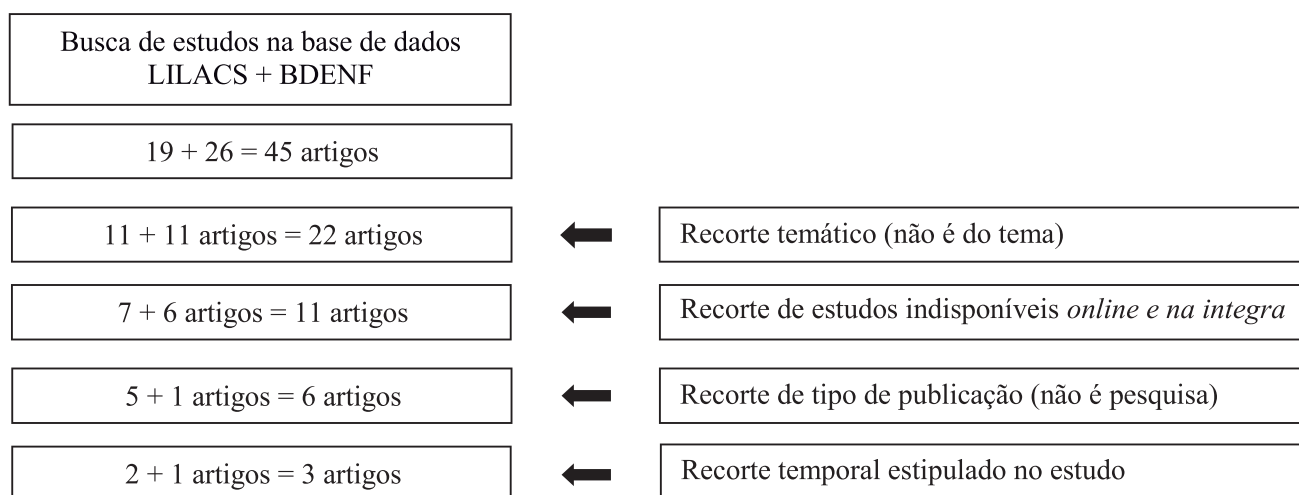 Busca de estudos na base de dados
LILACS + BDENF
19 + 26 = 45 artigos
11 + 11 artigos = 22 artigos
Recorte temático (não é do tema)
7 + 6 artigos = 11 artigos
Recorte de estudos indisponíveis online e na integra
5 + 1 artigos = 6 artigos
Recorte de tipo de publicação (não é pesquisa)
2 + 1 artigos = 3 artigos
Recorte temporal estipulado no estudo